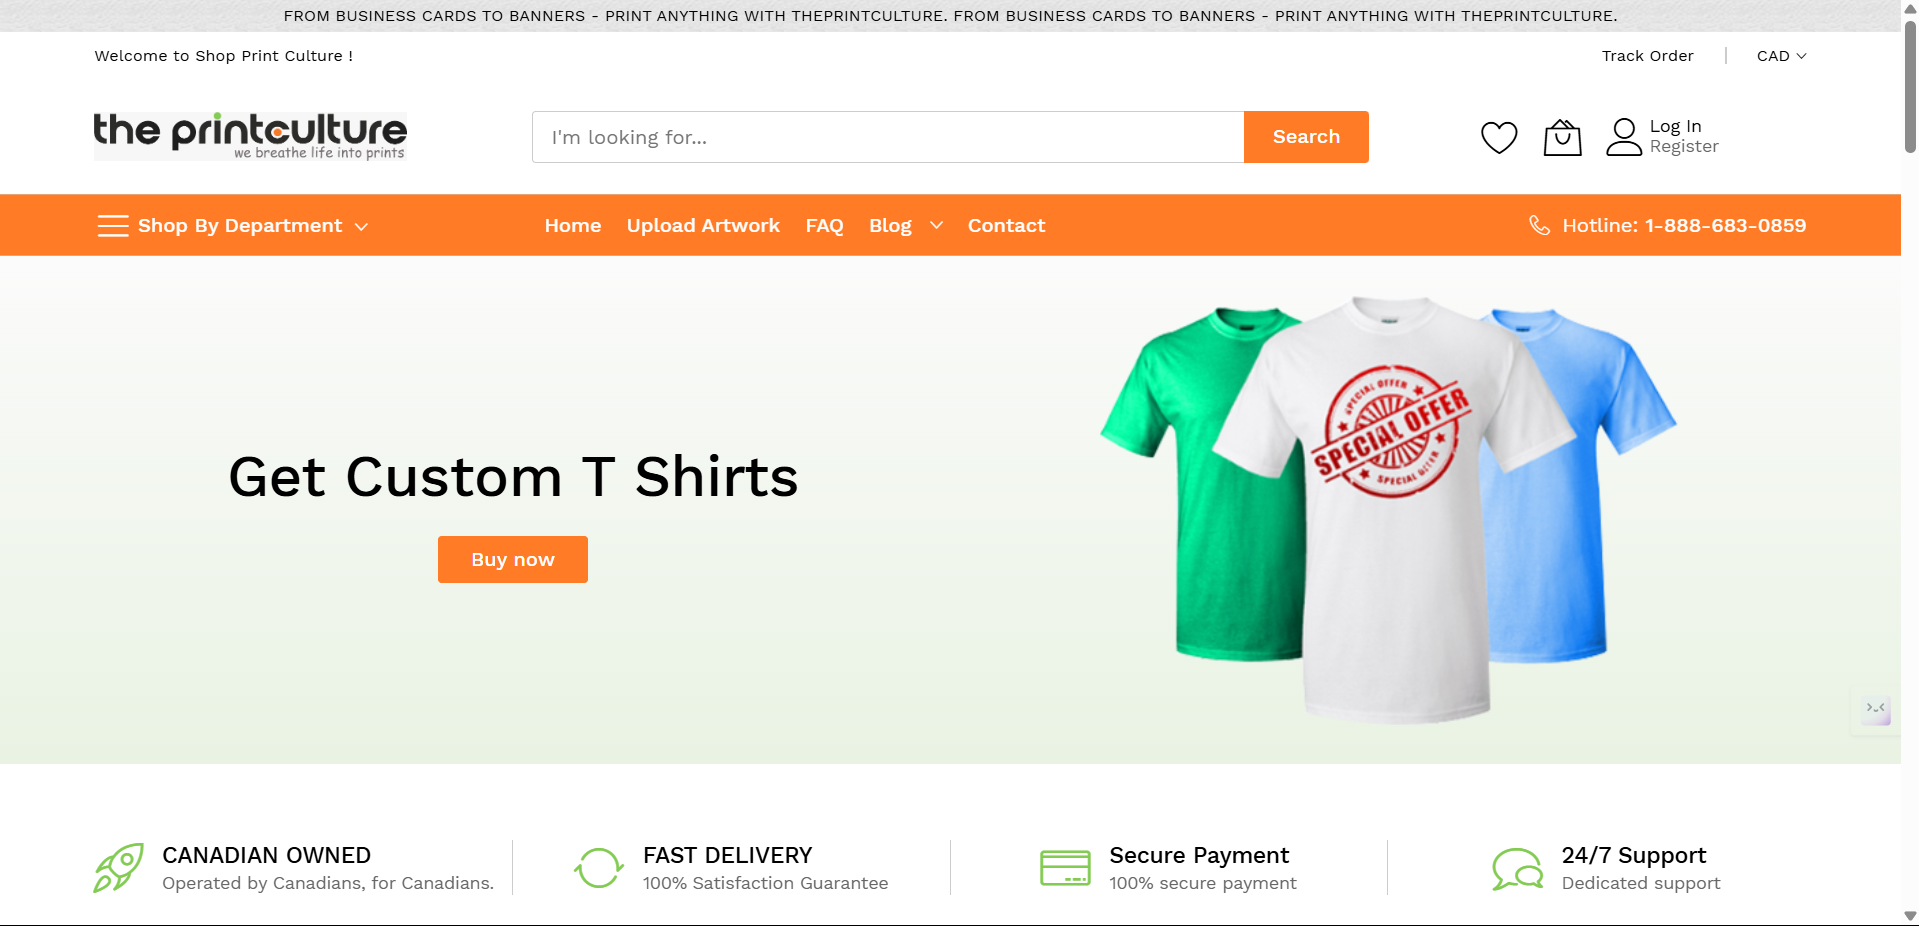 FROM BUSINESS CARDS TO BANNERS - PRINT ANYTHING WITH THEPRINTCULTURE. FROM BUSINESS CARDS TO BANNERS - PRINT ANYTHING WITH THEPRINTCULTURE.
Welcome to Shop Print Culture !
Track Order
CAD
the printculture
we breathe life into prints
I'm looking for...
Search
Log In
Register
Shop By Department
Home
Upload Artwork
FAQ
Blog
Contact
Hotline: 1-888-683-0859
Get Custom T Shirts
Buy now
SPECIAL OFFER
SPECIAL OFFER
SPECIAL OFFER
CANADIAN OWNED
Operated by Canadians, for Canadians.
FAST DELIVERY
100% Satisfaction Guarantee
Secure Payment
100% secure payment
24/7 Support
Dedicated support